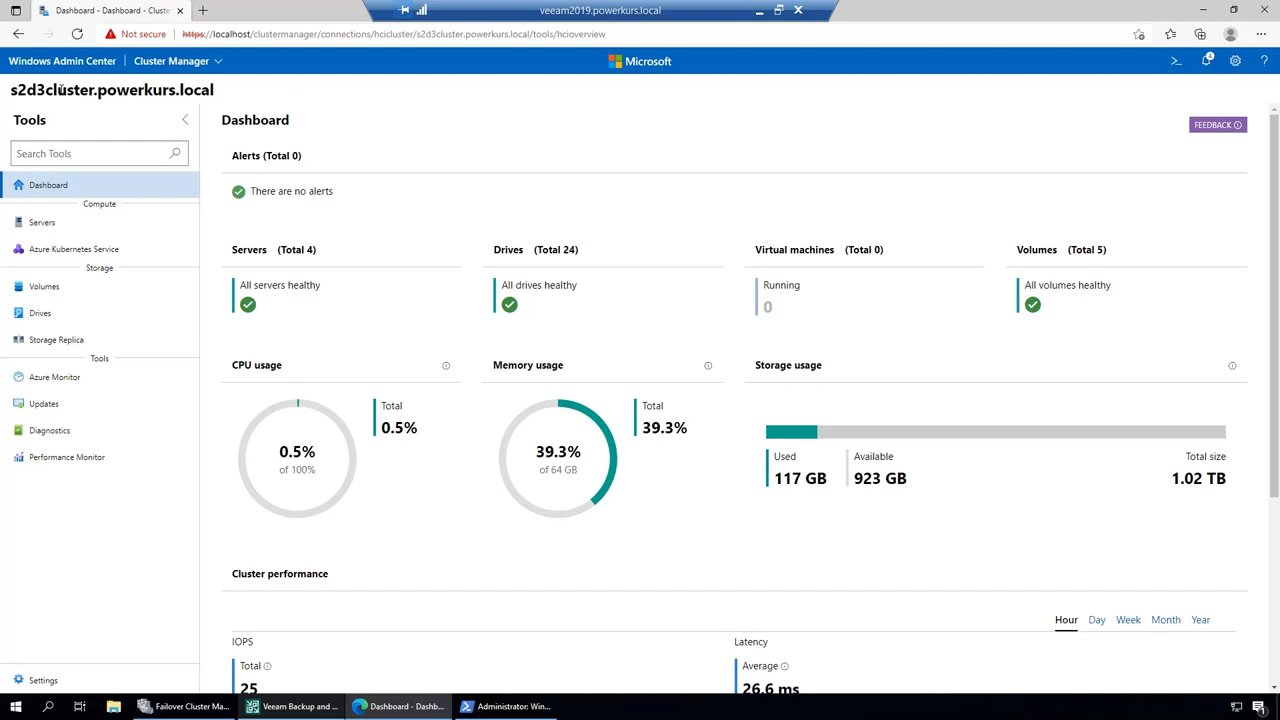 Dashboard - Dashboard - Cluster
veeam2019.powerkurs.local
Not secure
https://localhost/clustermanager/connections/hcicluster/s2d3cluster.powerkurs.local/tools/hcioverview
Windows Admin Center
Cluster Manager
Microsoft
s2d3cluster.powerkurs.local
Tools
Search Tools
Dashboard
Compute
Servers
Azure Kubernetes Service
Storage
Volumes
Drives
Storage Replica
Tools
Azure Monitor
Updates
Diagnostics
Performance Monitor
Settings
Dashboard
FEEDBACK
Alerts (Total 0)
There are no alerts
Servers (Total 4)
All servers healthy
Drives (Total 24)
All drives healthy
Virtual machines (Total 0)
Running
0
Volumes (Total 5)
All volumes healthy
CPU usage
0.5%
of 100%
Total
0.5%
Memory usage
39.3%
of 64 GB
Total
39.3%
Storage usage
Used
117 GB
Available
923 GB
Total size
1.02 TB
Cluster performance
Hour Day Week Month Year
IOPS
Total
25
Latency
Average
26.6 ms
Failover Cluster Ma...
Veeam Backup and ...
Dashboard - Dashb...
Administrator: Win...